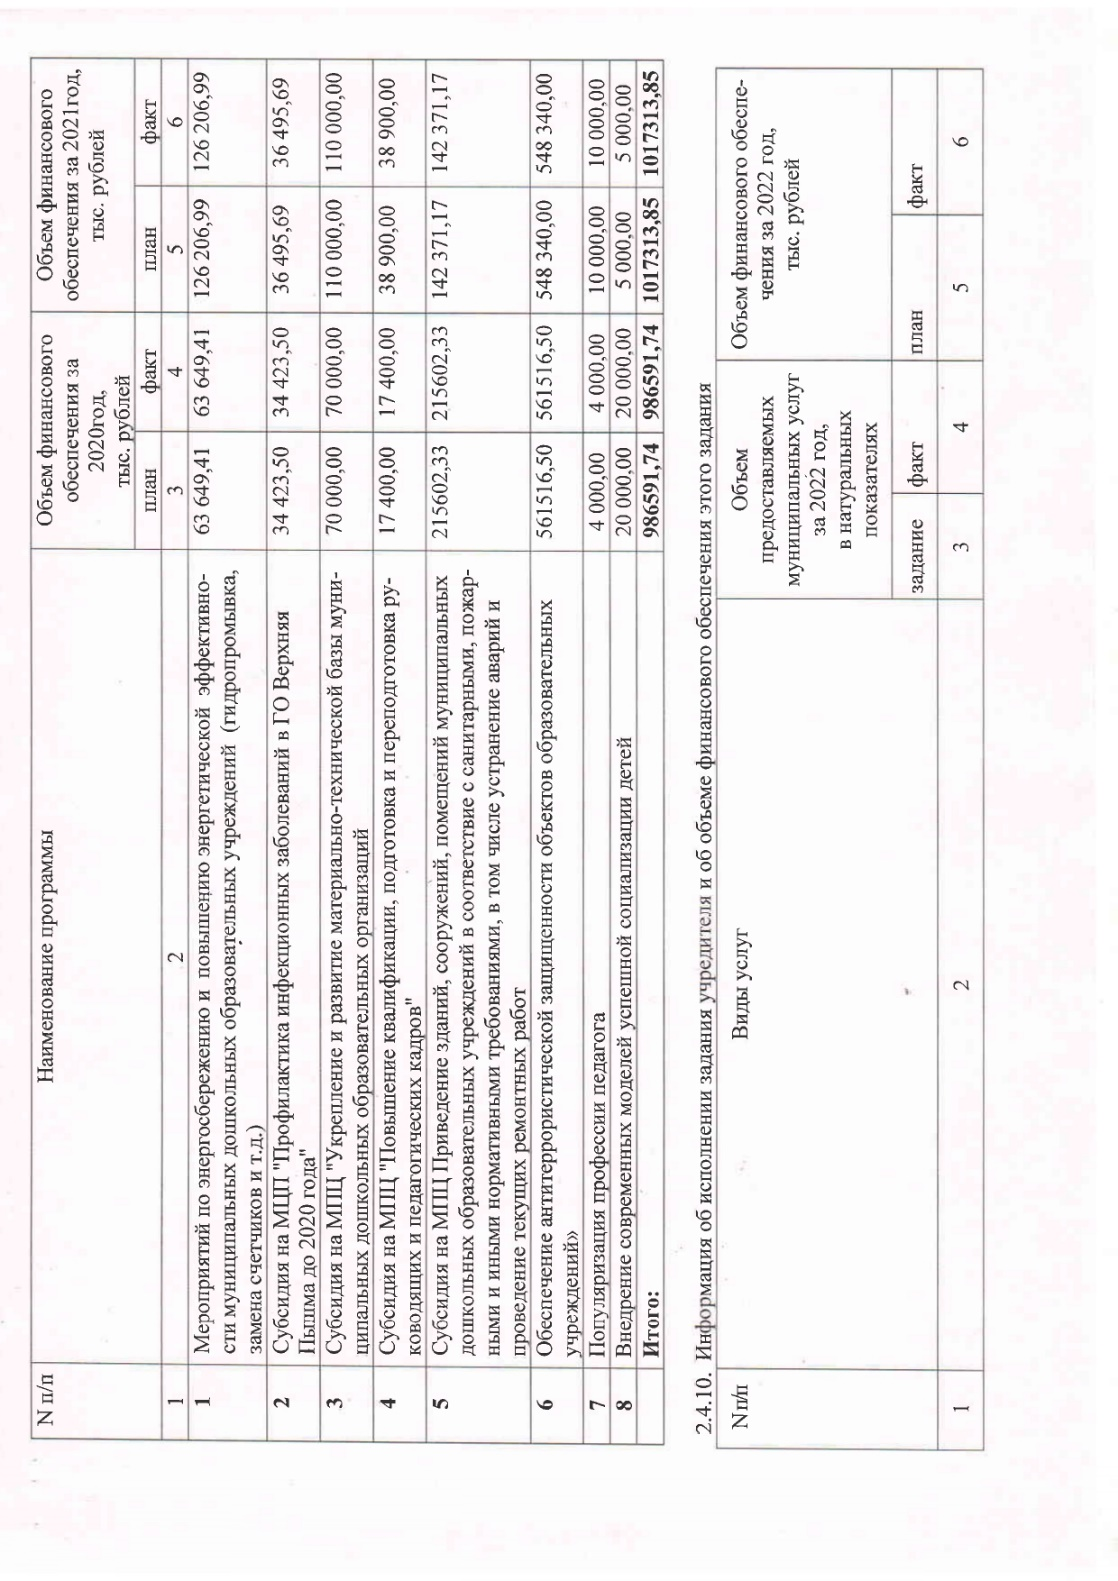 N п/п	Наименование программы	Объем финансового обеспечения за 2020год, тыс. рублей	Объем финансового обеспечения за 2021год, тыс. рублей
план	факт	план	факт
1	2	3	4	5	6
1	Мероприятий по энергосбережению и повышению энергетической эффективно-	63 649,41	63 649,41	126 206,99	126 206,99
сти муниципальных дошкольных образовательных учреждений (гидропромывка,
замена счетчиков и т.д.)
2	Субсидия на МЦП "Профилактика инфекционных заболеваний в ГО Верхняя	34 423,50	34 423,50	36 495,69	36 495,69
Пышма до 2020 года"
3	Субсидия на МПЦ "Укрепление и развитие материально-технической базы муни-	70 000,00	70 000,00	110 000,00	110 000,00
ципальных дошкольных образовательных организаций
4	Субсидия на МПЦ "Повышение квалификации, подготовка и переподготовка ру-	17 400,00	17 400,00	38 900,00	38 900,00
ководящих и педагогических кадров"
5	Субсидия на МПЦ Приведение зданий, сооружений, помещений муниципальных	215602,33	215602,33	142 371,17	142 371,17
дошкольных образовательных учреждений в соответствие с санитарными, пожар-
ными и иными нормативными требованиями, в том числе устранение аварий и
проведение текущих ремонтных работ
6	Обеспечение антитеррористической защищенности объектов образовательных	561516,50	561516,50	548 340,00	548 340,00
учреждений»
7	Популяризация профессии педагога	4 000,00	4 000,00	10 000,00	10 000,00
8	Внедрение современных моделей успешной социализации детей	20 000,00	20 000,00	5 000,00	5 000,00
Итого:	986591,74	986591,74	1017313,85	1017313,85
2.4.10. Информация об исполнении задания учредителя и об объеме финансового обеспечения этого задания
N п/п	Виды услуг	Объем предоставляемых муниципальных услуг за 2022 год, в натуральных показателях	Объем финансового обеспе-чения за 2022 год, тыс. рублей
задание	факт	план	факт
1	2	3	4	5	6